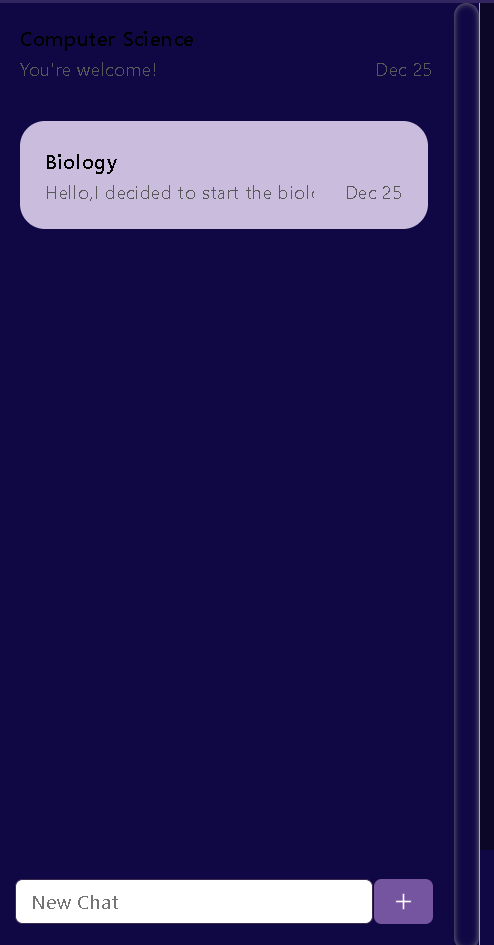 Computer Science
You're welcome! Dec 25
Biology
Hello,I decided to start the biol Dec 25
New Chat +